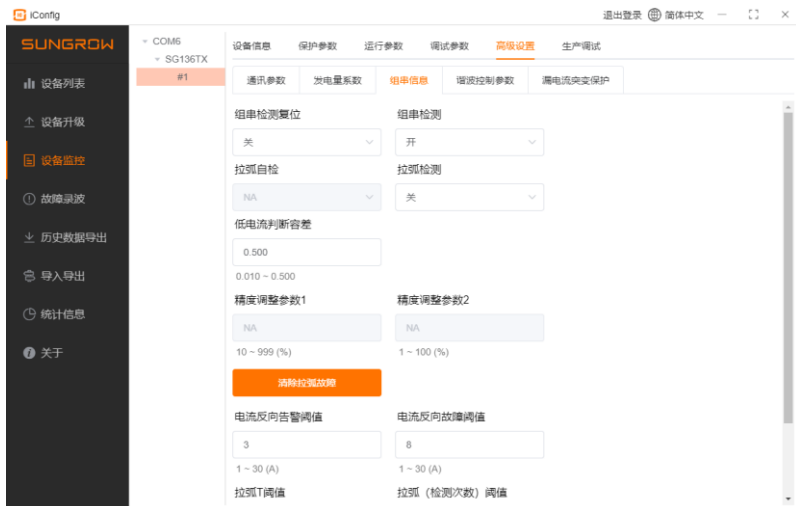 iConfig
退出登录 简体中文
SUNGROW
设备列表
设备升级
设备监控
故障录波
历史数据导出
导入导出
统计信息
关于
COM6
SG136TX
#1
设备信息 保护参数 运行参数 调试参数 高级设置 生产调试
通讯参数 发电量系数 组串信息 谐波控制参数 漏电流突变保护
组串检测复位 组串检测
关 开
拉弧自检 拉弧检测
NA 关
低电流判断容差
0.500
0.010 ~ 0.500
精度调整参数1 精度调整参数2
NA NA
10 ~ 999 (%) 1 ~ 100 (%)
清除拉弧故障
电流反向告警阈值 电流反向故障阈值
3 8
1 ~ 30 (A) 1 ~ 30 (A)
拉弧T阈值 拉弧（检测次数）阈值